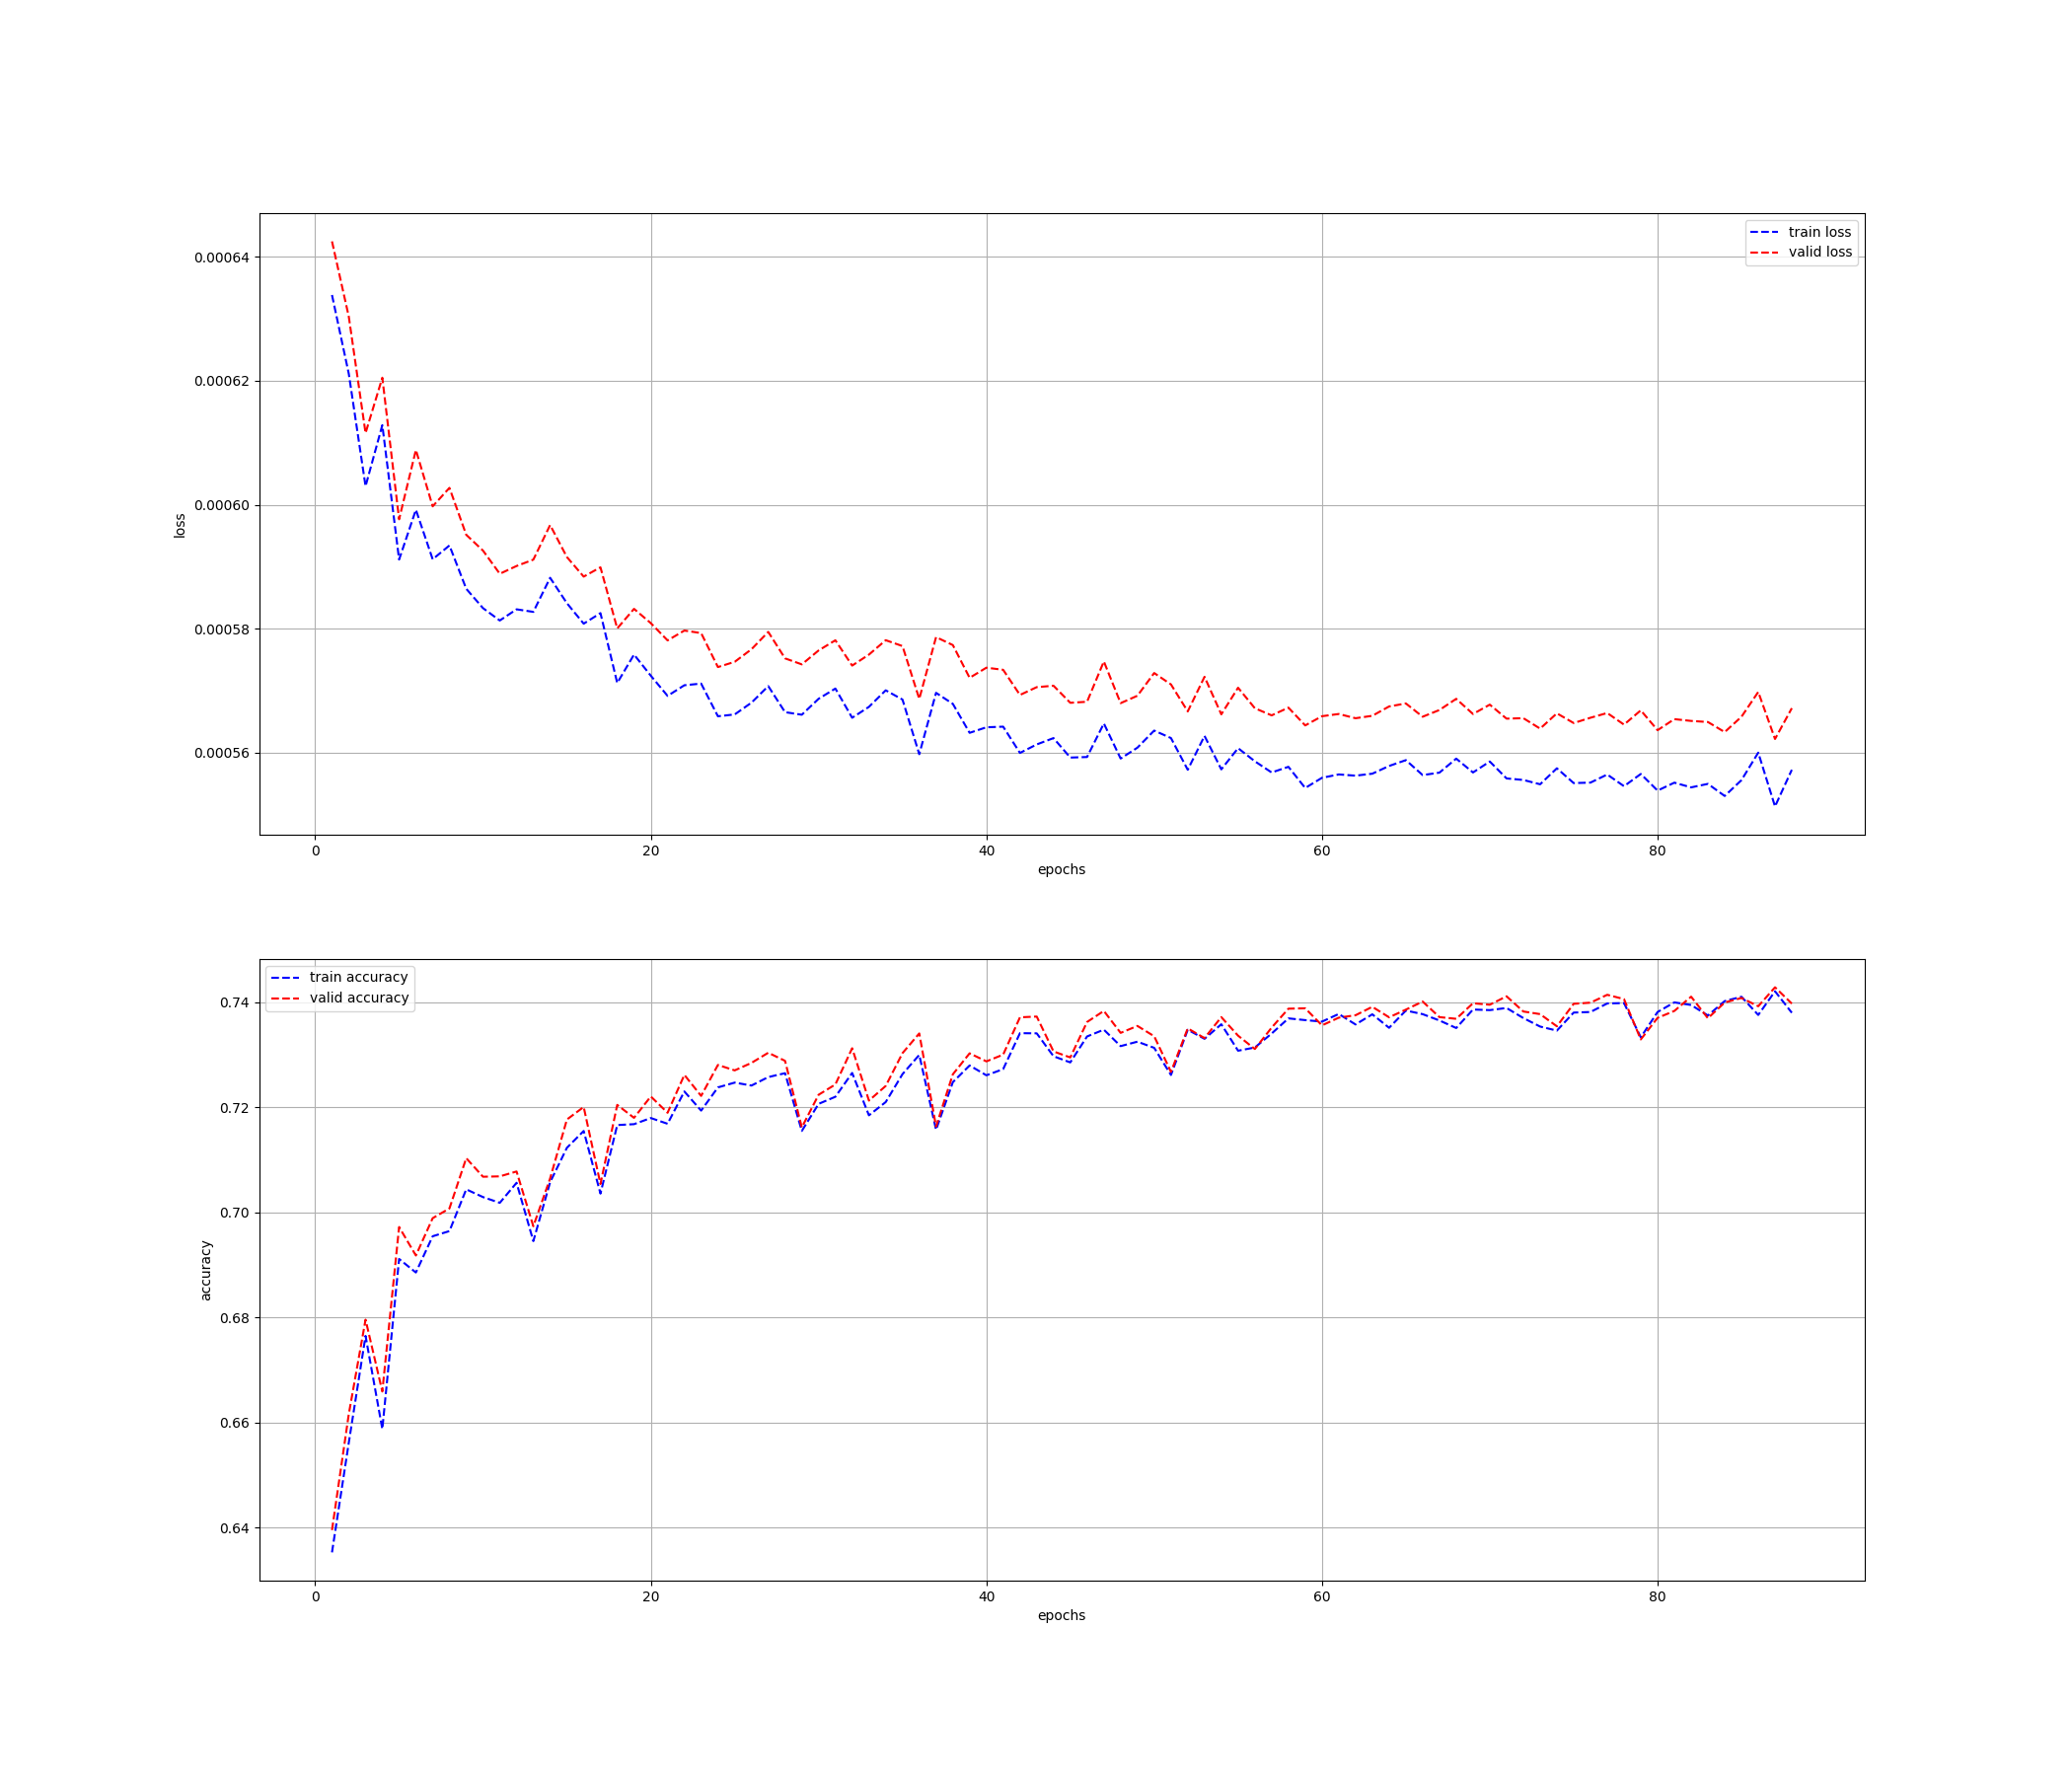 train loss
valid loss
0.00064
0.00062
0.00060
0.00058
0.00056
loss
0 20 40 60 80
epochs
train accuracy
valid accuracy
0.74
0.72
0.70
0.68
0.66
0.64
accuracy
0 20 40 60 80
epochs